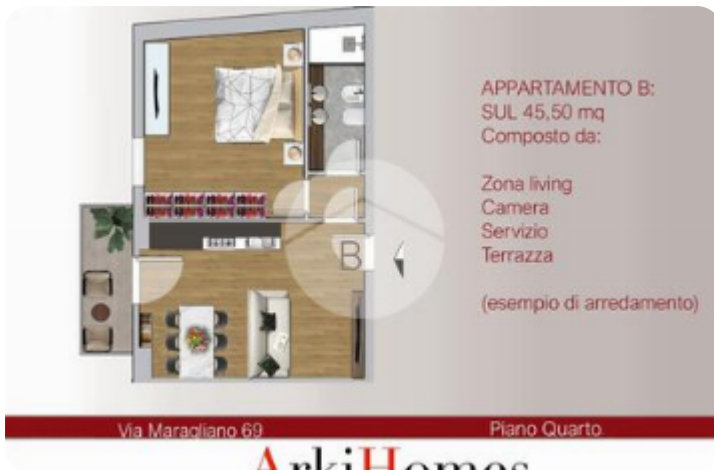 APPARTAMENTO B:
SUL 45,50 mq
Composto da:
Zona living
Camera
Servizio
Terrazza
(esempio di arredamento)
B
Via Maragliano 69
Piano Quarto
ArkiHomes